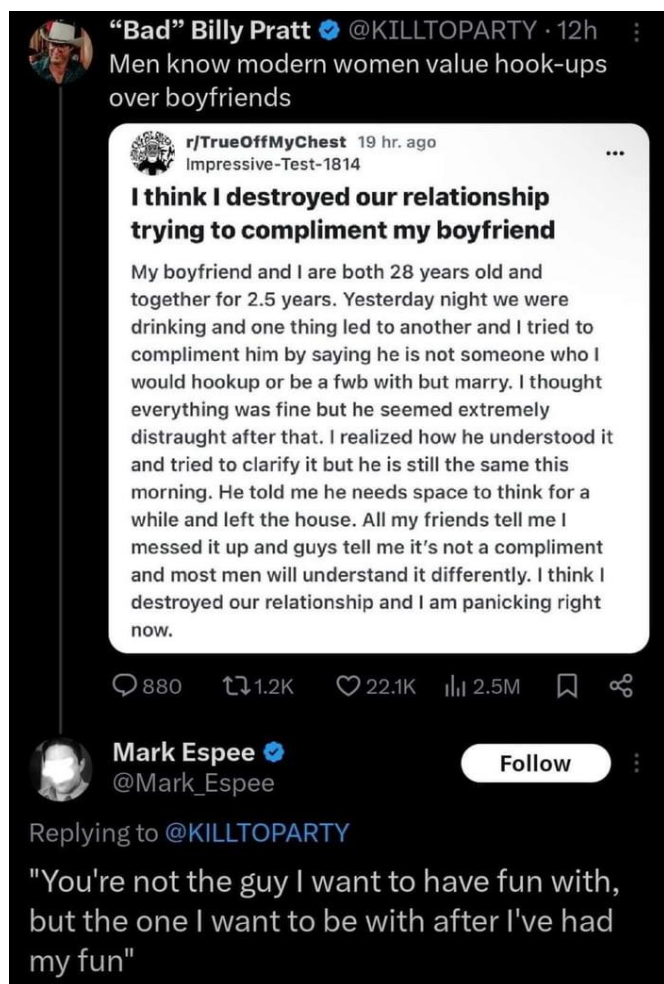 “Bad” Billy Pratt @KILLTOPARTY · 12h
Men know modern women value hook-ups
over boyfriends
r/TrueOffMyChest 19 hr. ago
Impressive-Test-1814
I think I destroyed our relationship
trying to compliment my boyfriend
My boyfriend and I are both 28 years old and
together for 2.5 years. Yesterday night we were
drinking and one thing led to another and I tried to
compliment him by saying he is not someone who I
would hookup or be a fwb with but marry. I thought
everything was fine but he seemed extremely
distraught after that. I realized how he understood it
and tried to clarify it but he is still the same this
morning. He told me he needs space to think for a
while and left the house. All my friends tell me I
messed it up and guys tell me it’s not a compliment
and most men will understand it differently. I think I
destroyed our relationship and I am panicking right
now.
880 1.2K 22.1K 2.5M
Mark Espee
Follow
@Mark_Espee
Replying to @KILLTOPARTY
"You're not the guy I want to have fun with,
but the one I want to be with after I've had
my fun"